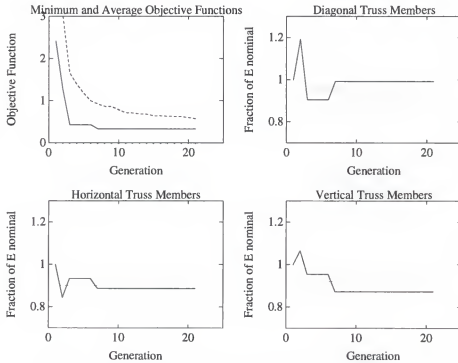 Minimum and Average Objective Functions
Objective Function
3
2
1
0
0 10 20
Generation
Diagonal Truss Members
Fraction of E nominal
1.2
1
0.8
0 10 20
Generation
Horizontal Truss Members
Fraction of E nominal
1.2
1
0.8
0 10 20
Generation
Vertical Truss Members
Fraction of E nominal
1.2
1
0.8
0 10 20
Generation